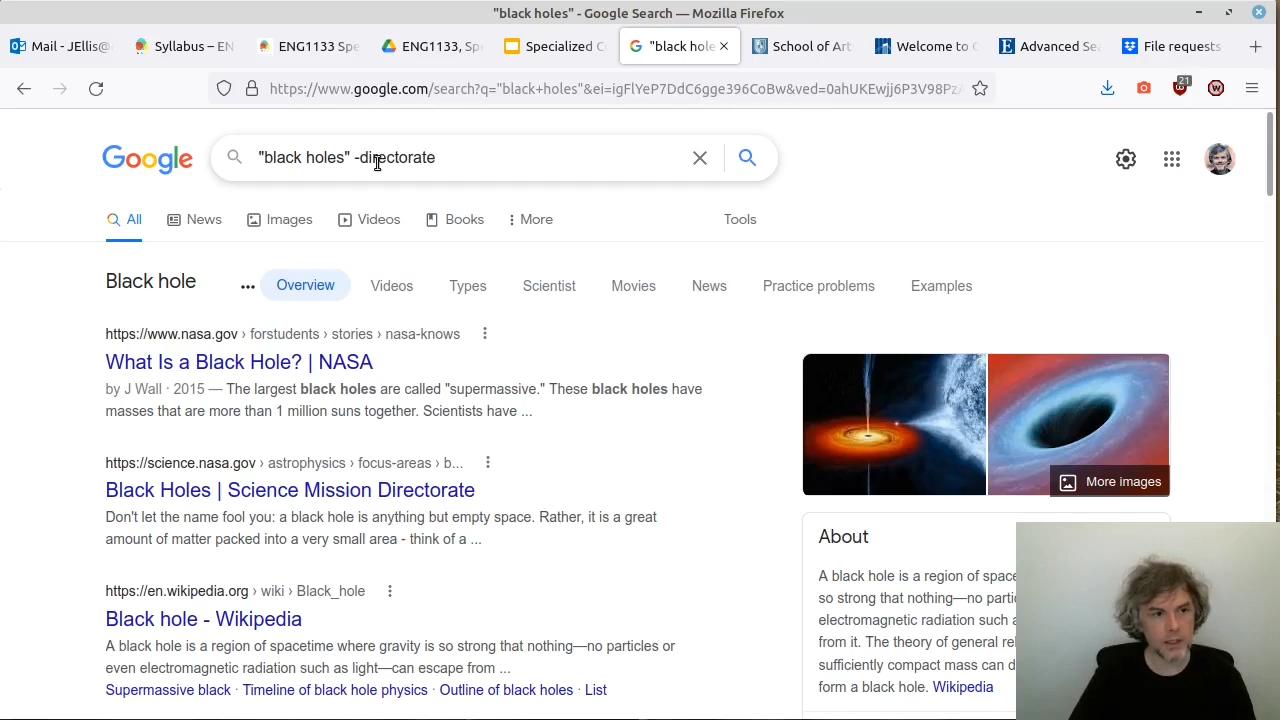 "black holes" - Google Search — Mozilla Firefox
Mail - JEllis@
Syllabus – EN
ENG1133 Spe
ENG1133, Sp
Specialized C
"black hole
School of Art
Welcome to
Advanced Se
File requests
https://www.google.com/search?q="black+holes"&ei=igFlYeP7DdC6gge396CoBw&ved=0ahUKEwjj6P3V98Pz
21
Google
"black holes" -directorate
All
News
Images
Videos
Books
More
Tools
Black hole
Overview
Videos
Types
Scientist
Movies
News
Practice problems
Examples
https://www.nasa.gov › forstudents › stories › nasa-knows
What Is a Black Hole? | NASA
by J Wall · 2015 — The largest black holes are called "supermassive." These black holes have
masses that are more than 1 million suns together. Scientists have ...
https://science.nasa.gov › astrophysics › focus-areas › b...
Black Holes | Science Mission Directorate
Don't let the name fool you: a black hole is anything but empty space. Rather, it is a great
amount of matter packed into a very small area - think of a ...
https://en.wikipedia.org › wiki › Black_hole
Black hole - Wikipedia
A black hole is a region of spacetime where gravity is so strong that nothing—no particles or
even electromagnetic radiation such as light—can escape from ...
Supermassive black · Timeline of black hole physics · Outline of black holes · List
More images
About
A black hole is a region of space
so strong that nothing—no partic
electromagnetic radiation such a
from it. The theory of general rel
sufficiently compact mass can d
form a black hole. Wikipedia